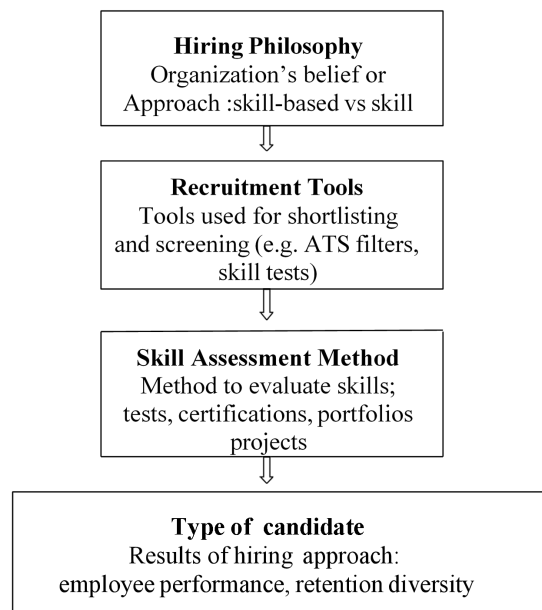 Hiring Philosophy
Organization's belief or
Approach :skill-based vs skill
Recruitment Tools
Tools used for shortlisting
and screening (e.g. ATS filters,
skill tests)
Skill Assessment Method
Method to evaluate skills;
tests, certifications, portfolios
projects
Type of candidate
Results of hiring approach:
employee performance, retention diversity